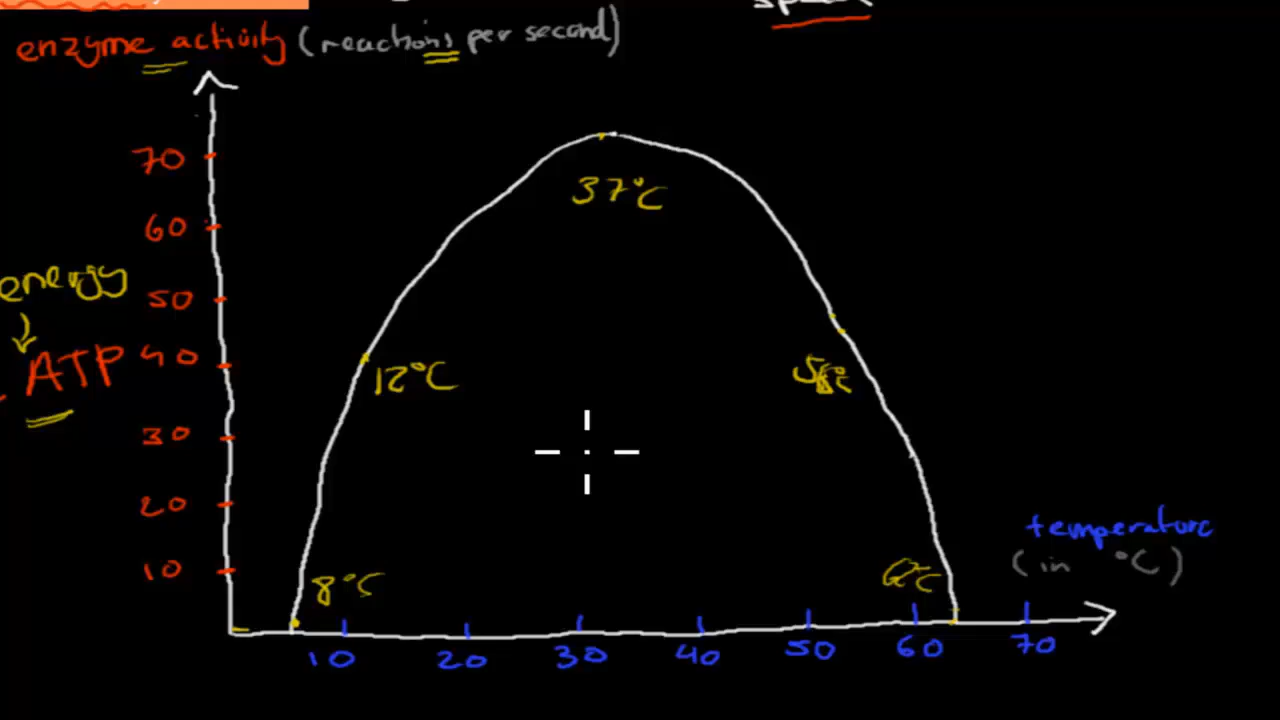 enzyme activity (reactions per second)
70
37°C
60
energy
50
ATP
40
12°C
30
20
temperature
(in °C)
10
8°C
10 20 30 40 50 60 70